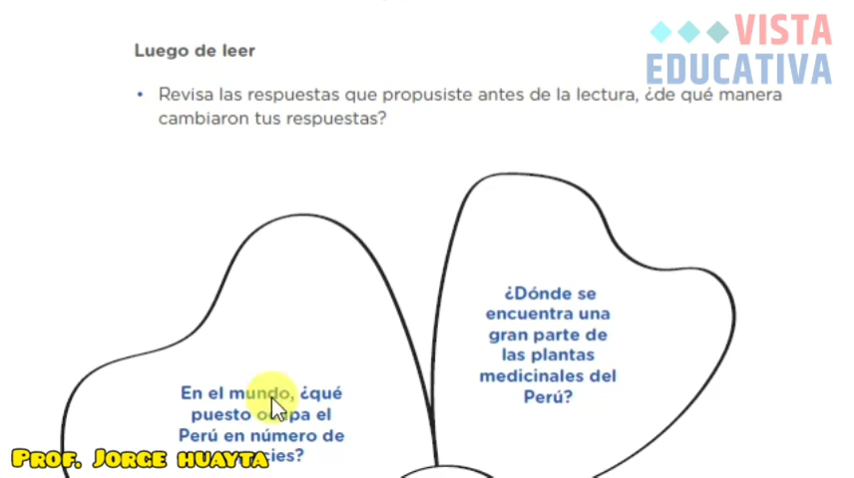 VISTA
EDUCATIVA
Luego de leer
• Revisa las respuestas que propusiste antes de la lectura, ¿de qué manera
cambiaron tus respuestas?
¿Dónde se
encuentra una
gran parte de
las plantas
medicinales del
Perú?
En el mundo, ¿qué
puesto ocupa el
Perú en número de
Prof. Jorge huayta